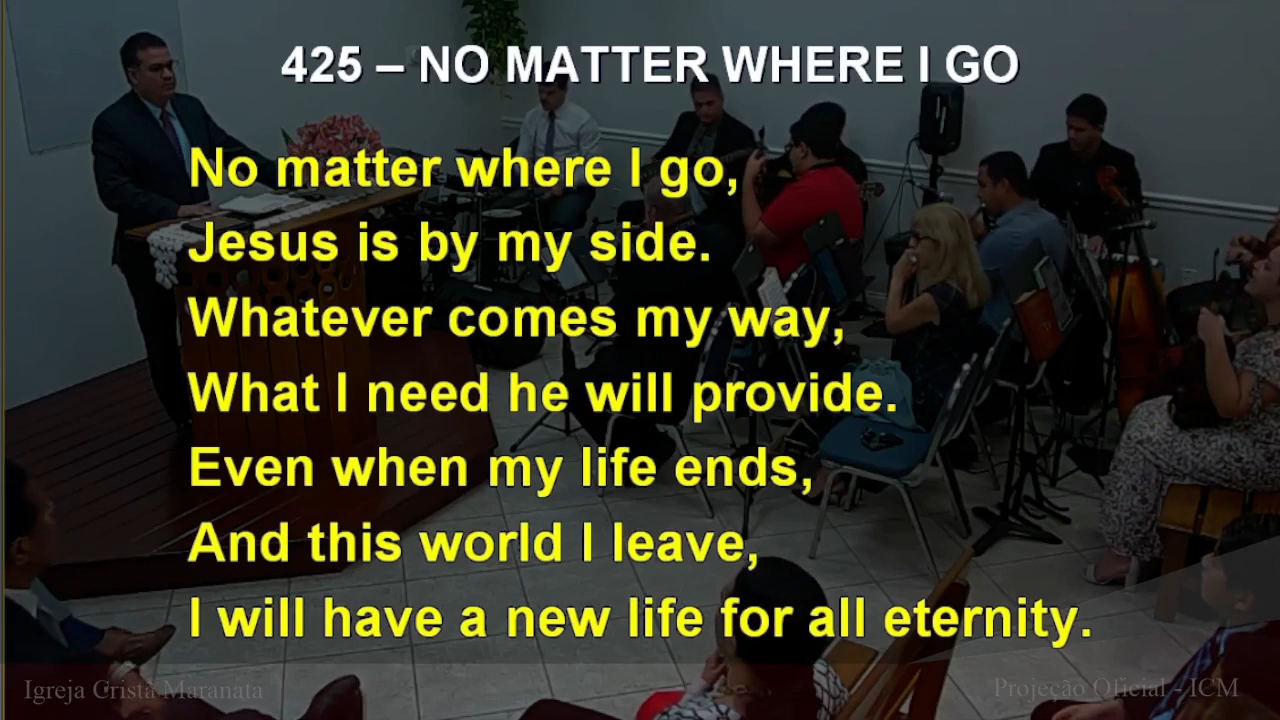 425 – NO MATTER WHERE I GO
No matter where I go,
Jesus is by my side.
Whatever comes my way,
What I need he will provide.
Even when my life ends,
And this world I leave,
I will have a new life for all eternity.
Igreja Cristã Maranata
Projeção Oficial - ICM